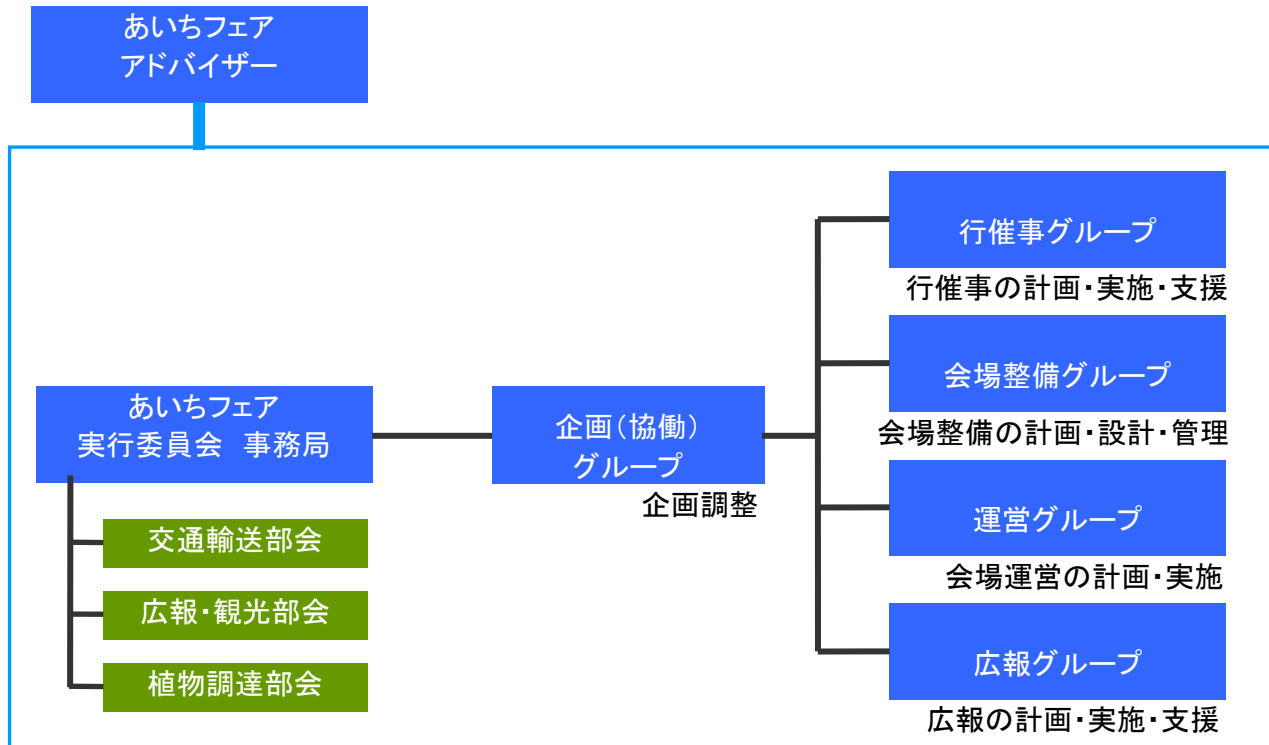 あいちフェア
アドバイザー
あいちフェア
実行委員会　事務局
交通輸送部会
広報・観光部会
植物調達部会
企画(協働)
グループ
企画調整
行催事グループ
行催事の計画・実施・支援
会場整備グループ
会場整備の計画・設計・管理
運営グループ
会場運営の計画・実施
広報グループ
広報の計画・実施・支援